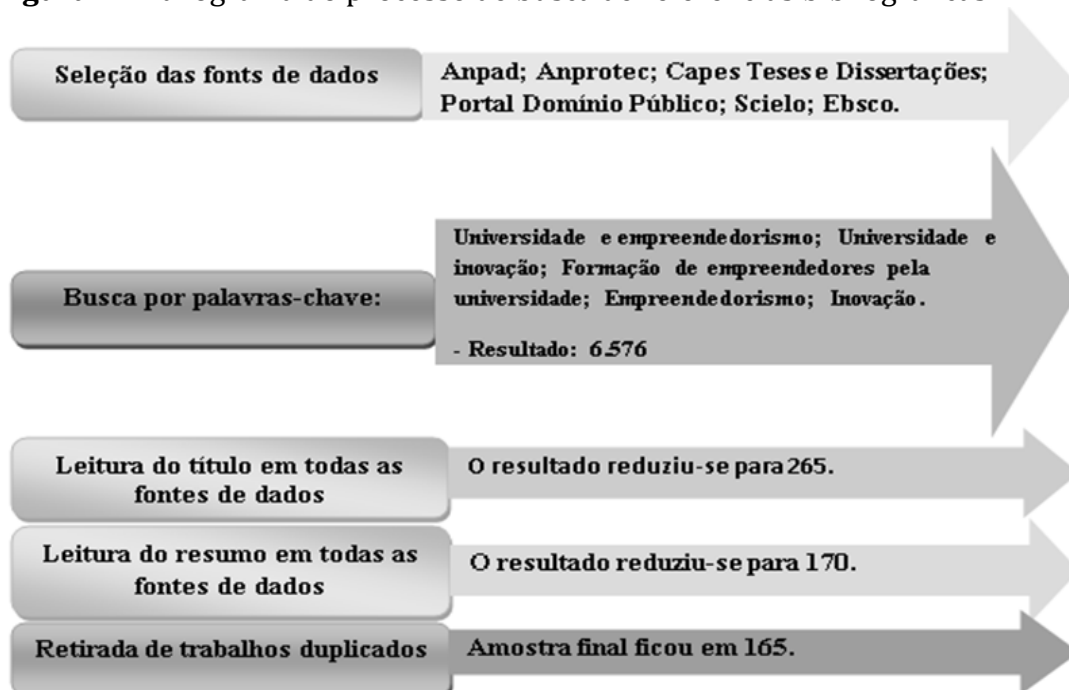 Seleção das fonts de dados
Anpad; Anprotec; Capes Teses e Dissertações;
Portal Domínio Público; Scielo; Ebsco.
Busca por palavras-chave:
Universidade e empreendedorismo; Universidade e
inovação; Formação de empreendedores pela
universidade; Empreendedorismo; Inovação.
- Resultado: 6.576
Leitura do título em todas as
fontes de dados
O resultado reduziu-se para 265.
Leitura do resumo em todas as
fontes de dados
O resultado reduziu-se para 170.
Retirada de trabalhos duplicados
Amostra final ficou em 165.